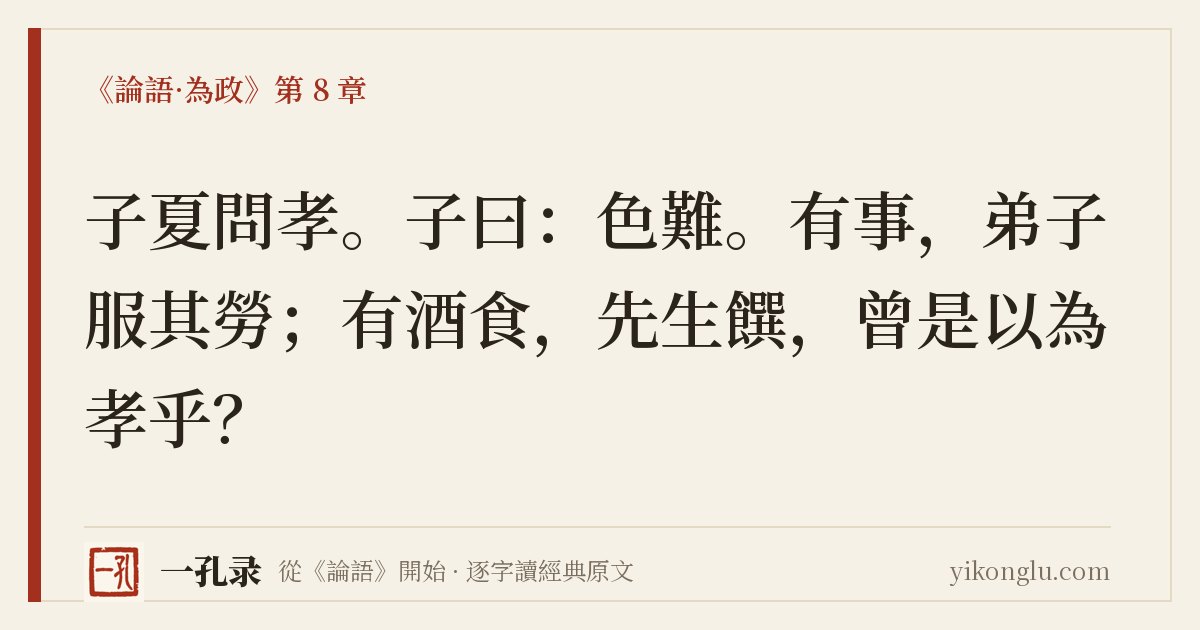 《論語·為政》第 8 章
子夏問孝。子曰：色難。有事，弟子
服其勞；有酒食，先生饌，曾是以為
孝乎？
一孔
一孔录 從《論語》開始 · 逐字讀經典原文 yikonglu.com